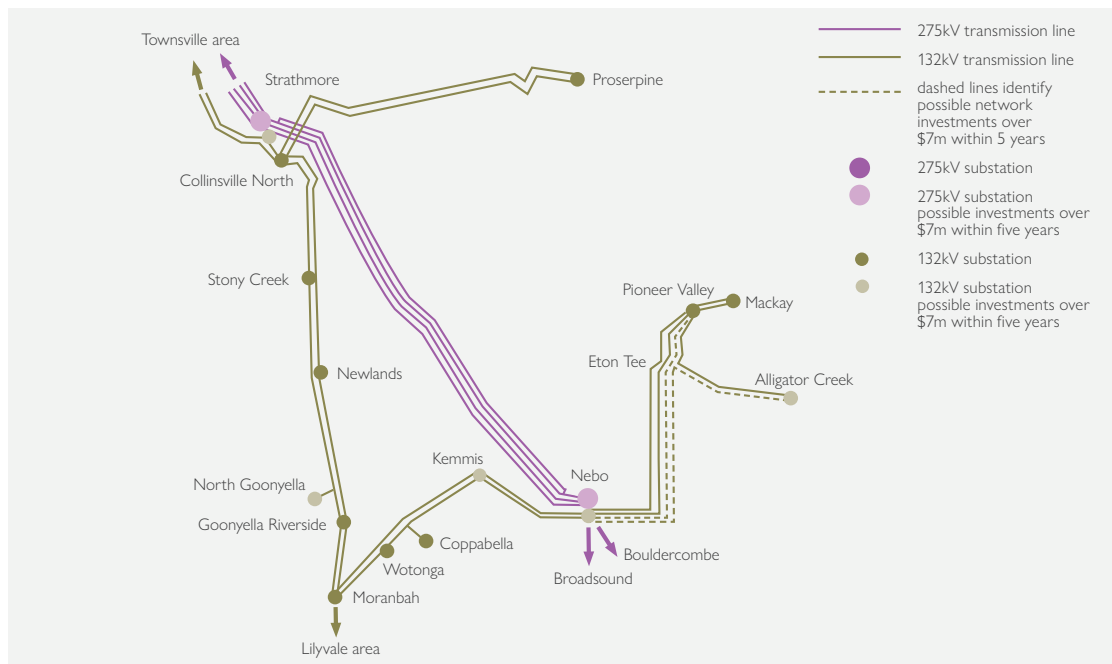 Townsville area
Strathmore
Proserpine
Collinsville North
Stony Creek
Newlands
North Goonyella
Goonyella Riverside
Kemmis
Coppabella
Wotonga
Moranbah
Lilyvale area
Nebo
Bouldercombe
Broadsound
Pioneer Valley
Mackay
Eton Tee
Alligator Creek
275kV transmission line
132kV transmission line
dashed lines identify
possible network
investments over
$7m within 5 years
275kV substation
275kV substation
possible investments over
$7m within five years
132kV substation
132kV substation
possible investments over
$7m within five years